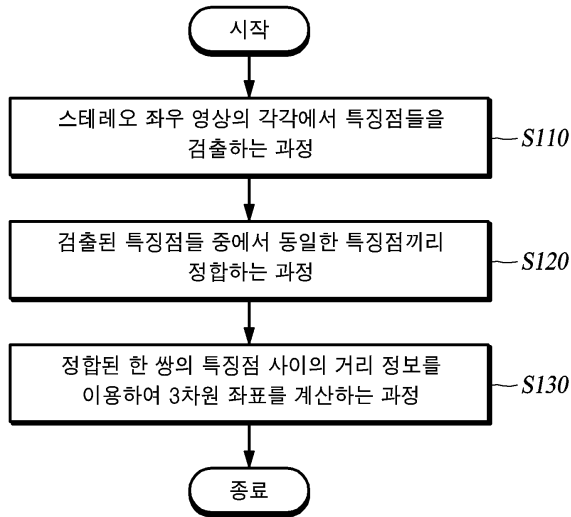 시작
스테레오 좌우 영상의 각각에서 특징점들을
검출하는 과정
S110
검출된 특징점들 중에서 동일한 특징점끼리
정합하는 과정
S120
정합된 한 쌍의 특징점 사이의 거리 정보를
이용하여 3차원 좌표를 계산하는 과정
S130
종료